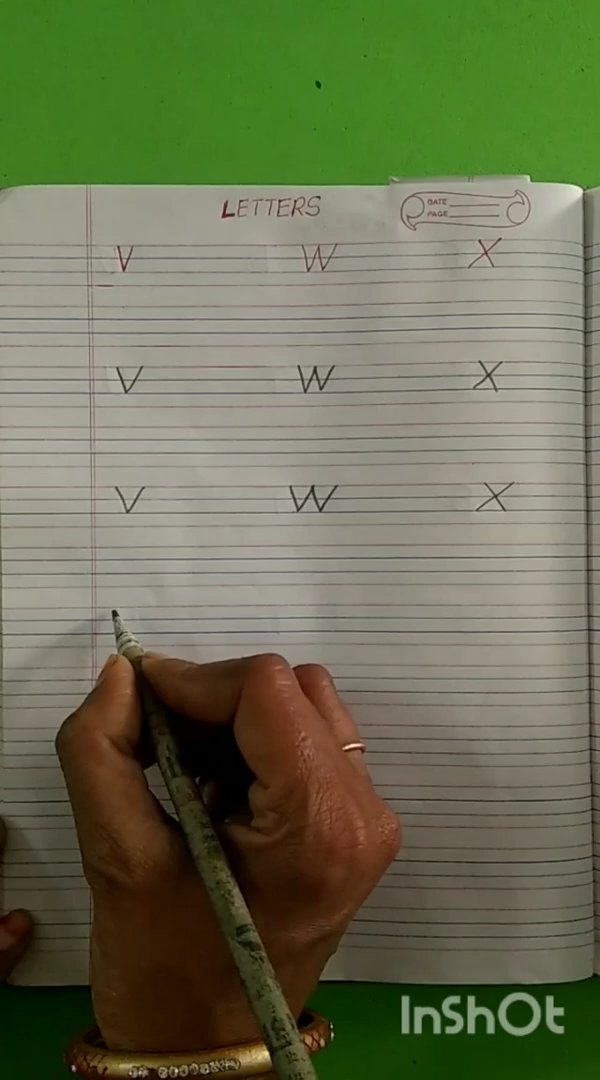 LETTERS
DATE
PAGE
V W X
V W X
V W X
InShOt